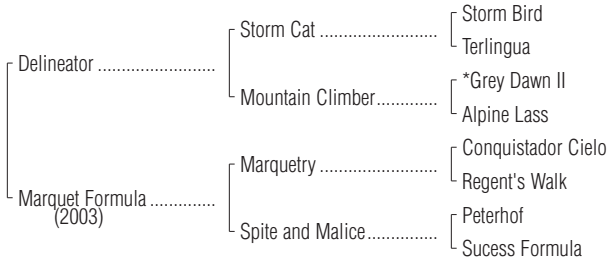 Storm Bird
Storm Cat ....................
Terlingua
Delineator ........................
*Grey Dawn II
Mountain Climber.............
Alpine Lass
Conquistador Cielo
Marquetry ....................
Regent's Walk
Marquet Formula .............
(2003)
Peterhof
Spite and Malice..............
Sucess Formula